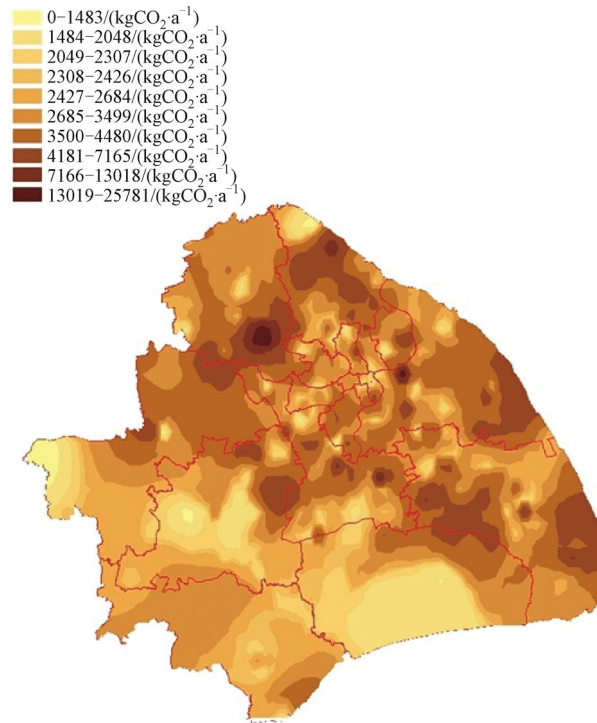 0−1483/(kgCO₂·a⁻¹)
1484−2048/(kgCO₂·a⁻¹)
2049−2307/(kgCO₂·a⁻¹)
2308−2426/(kgCO₂·a⁻¹)
2427−2684/(kgCO₂·a⁻¹)
2685−3499/(kgCO₂·a⁻¹)
3500−4480/(kgCO₂·a⁻¹)
4181−7165/(kgCO₂·a⁻¹)
7166−13018/(kgCO₂·a⁻¹)
13019−25781/(kgCO₂·a⁻¹)